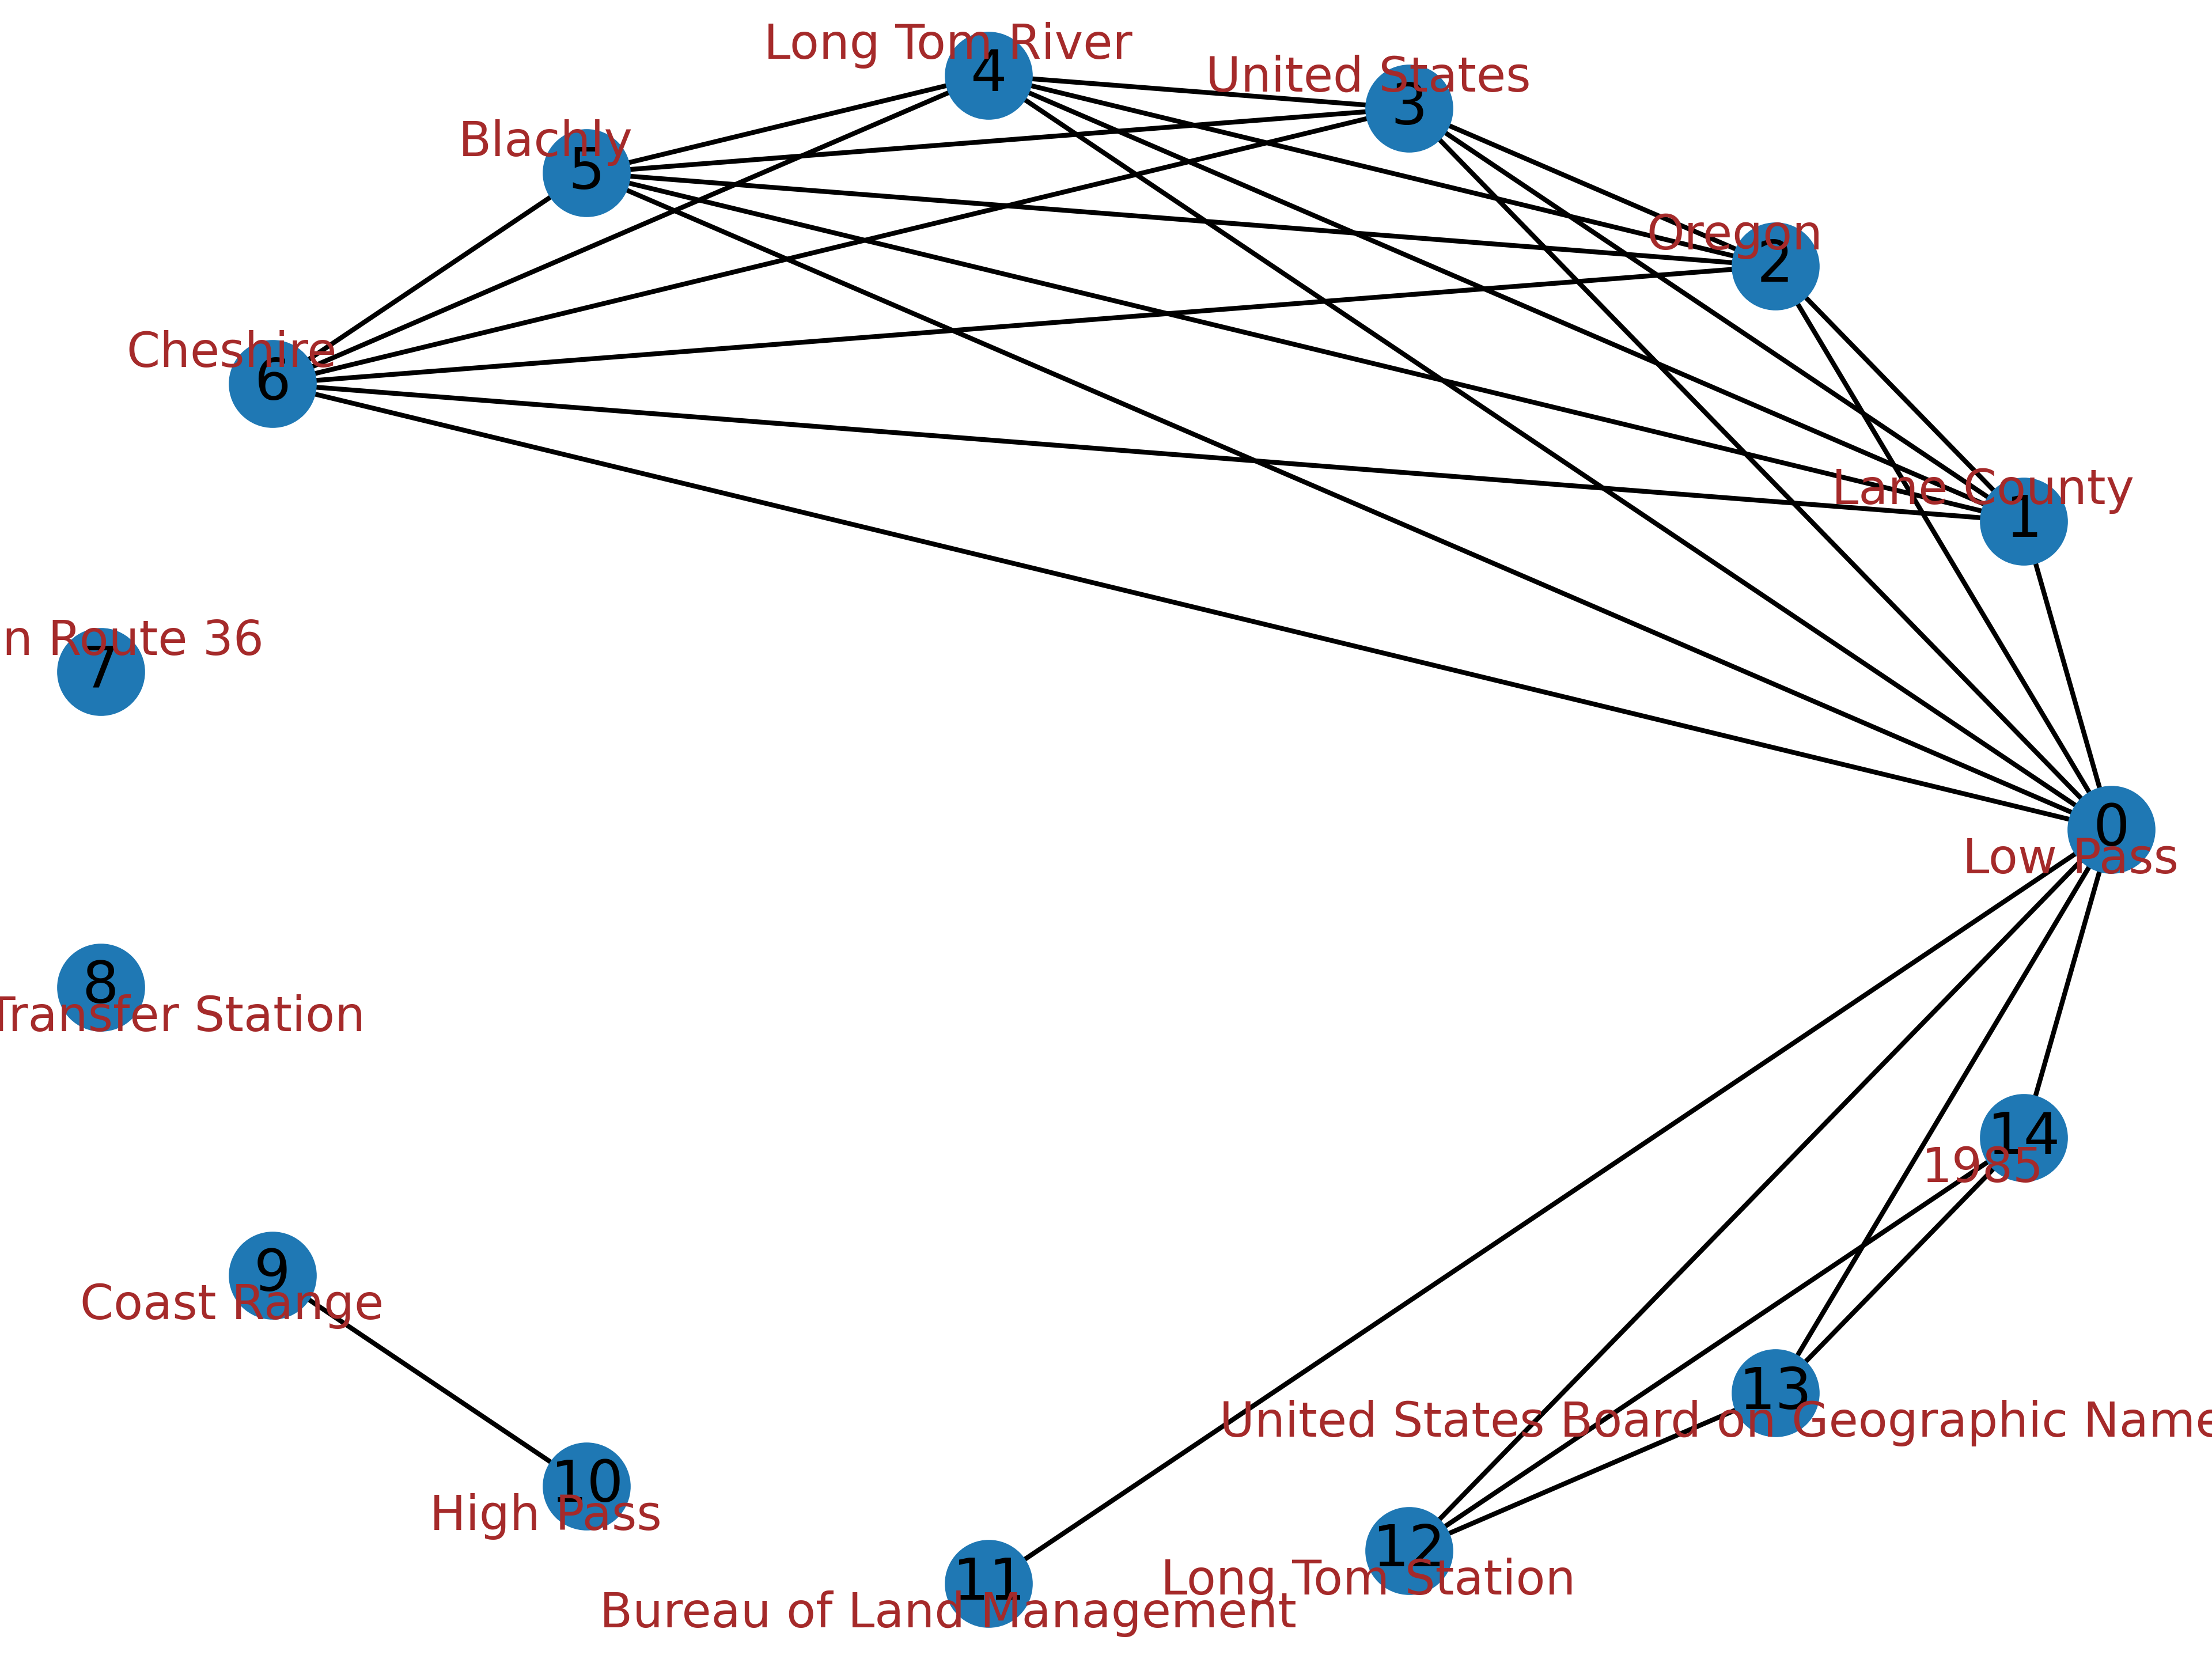 Long Tom River
4
United States
3
Blachly
5
Oregon
2
Cheshire
6
Lane County
1
n Route 36
7
0
Low Pass
8
Transfer Station
14
1985
9
Coast Range
13
United States Board on Geographic Name
10
High Pass
12
Long Tom Station
11
Bureau of Land Management